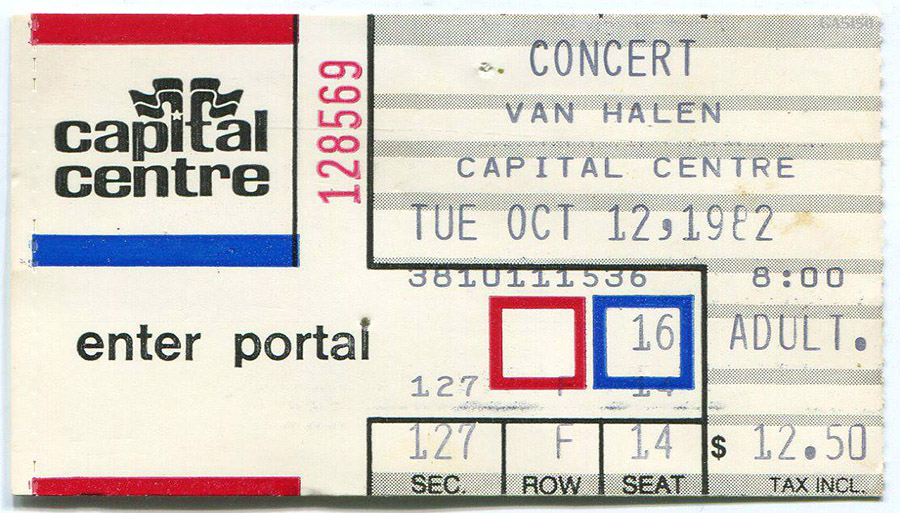 capital
centre
enter portal
128569
CONCERT
VAN HALEN
CAPITAL CENTRE
TUE OCT 12,1982
3810111536 8:00
16 ADULT.
127 F 14
127 F 14 $ 12.50
SEC. ROW SEAT TAX INCL.